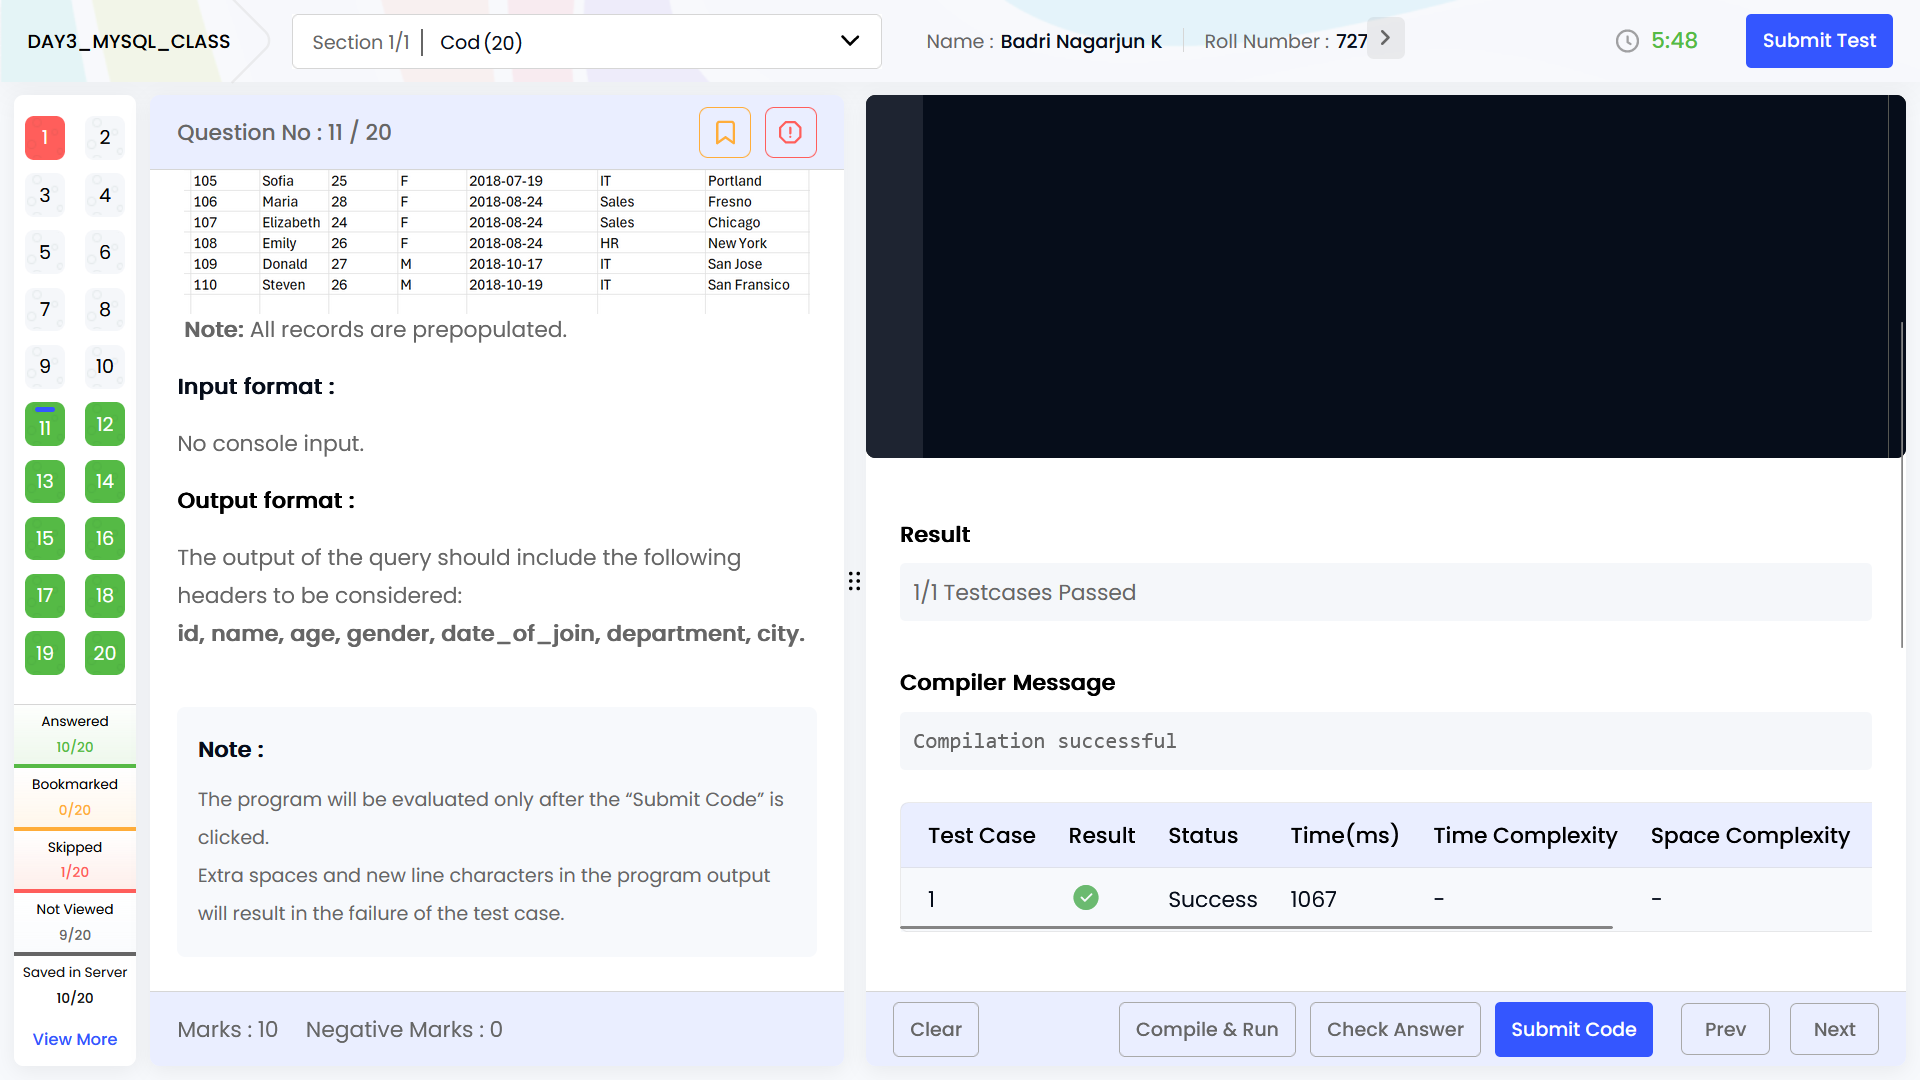 DAY3_MYSQL_CLASS
Section 1/1 | Cod (20)
Name : Badri Nagarjun K
Roll Number : 727
5:48
Submit Test
1 2
3 4
5 6
7 8
9 10
11 12
13 14
15 16
17 18
19 20
Answered
10/20
Bookmarked
0/20
Skipped
1/20
Not Viewed
9/20
Saved in Server
10/20
View More
Question No : 11 / 20
105 Sofia 25 F 2018-07-19 IT Portland
106 Maria 28 F 2018-08-24 Sales Fresno
107 Elizabeth 24 F 2018-08-24 Sales Chicago
108 Emily 26 F 2018-08-24 HR New York
109 Donald 27 M 2018-10-17 IT San Jose
110 Steven 26 M 2018-10-19 IT San Fransico
Note: All records are prepopulated.
Input format :
No console input.
Output format :
The output of the query should include the following
headers to be considered:
id, name, age, gender, date_of_join, department, city.
Note :
The program will be evaluated only after the “Submit Code” is
clicked.
Extra spaces and new line characters in the program output
will result in the failure of the test case.
Marks : 10 Negative Marks : 0
Result
1/1 Testcases Passed
Compiler Message
Compilation successful
Test Case Result Status Time(ms) Time Complexity Space Complexity
1 Success 1067 - -
Clear
Compile & Run
Check Answer
Submit Code
Prev
Next